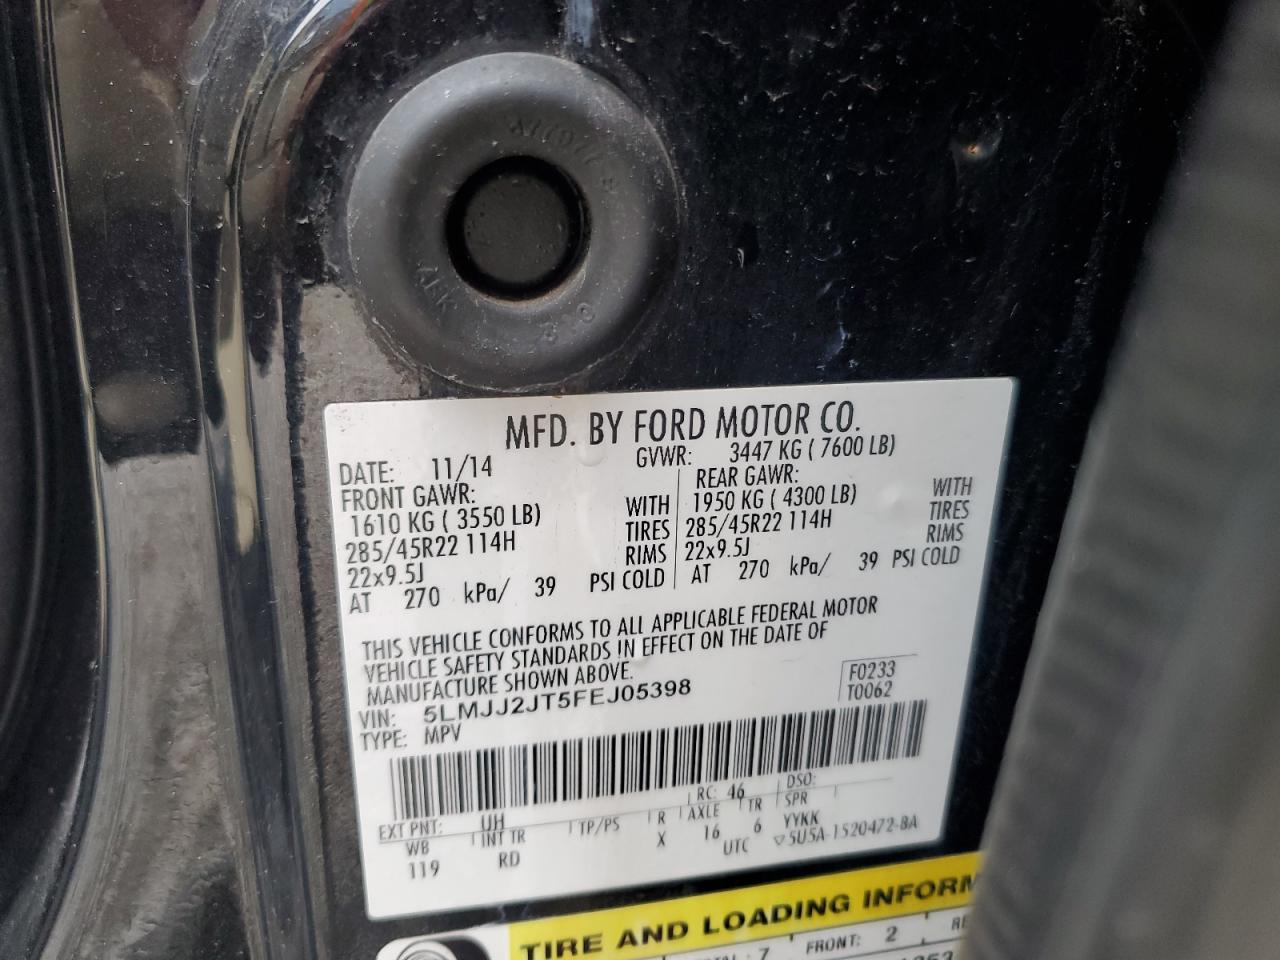 MFD. BY FORD MOTOR CO.
DATE: 11/14 GVWR: 3447 KG ( 7600 LB)
FRONT GAWR: REAR GAWR:
1610 KG ( 3550 LB) WITH 1950 KG ( 4300 LB) WITH
285/45R22 114H TIRES 285/45R22 114H TIRES
22x9.5J RIMS 22x9.5J RIMS
AT 270 kPa/ 39 PSI COLD AT 270 kPa/ 39 PSI COLD
THIS VEHICLE CONFORMS TO ALL APPLICABLE FEDERAL MOTOR
VEHICLE SAFETY STANDARDS IN EFFECT ON THE DATE OF
MANUFACTURE SHOWN ABOVE.
F0233
T0062
VIN: 5LMJJ2JT5FEJ05398
TYPE: MPV
EXT PNT: UH RC: 46 DSO:
WB INT TR TP/PS R AXLE TR SPR
119 RD X 16 6 YYKK
UTC ▽5U5A-1520472-BA
TIRE AND LOADING INFORM
7 FRONT: 2